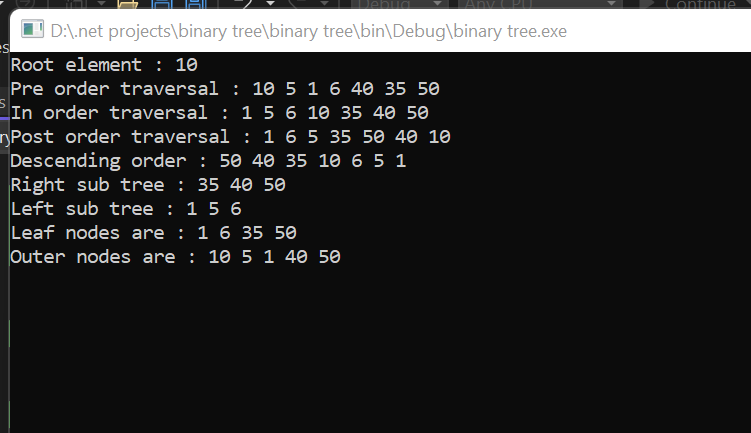 Debug
Any CPU
Continue
D:\.net projects\binary tree\binary tree\bin\Debug\binary tree.exe
Root element : 10
Pre order traversal : 10 5 1 6 40 35 50
In order traversal : 1 5 6 10 35 40 50
Post order traversal : 1 6 5 35 50 40 10
Descending order : 50 40 35 10 6 5 1
Right sub tree : 35 40 50
Left sub tree : 1 5 6
Leaf nodes are : 1 6 35 50
Outer nodes are : 10 5 1 40 50